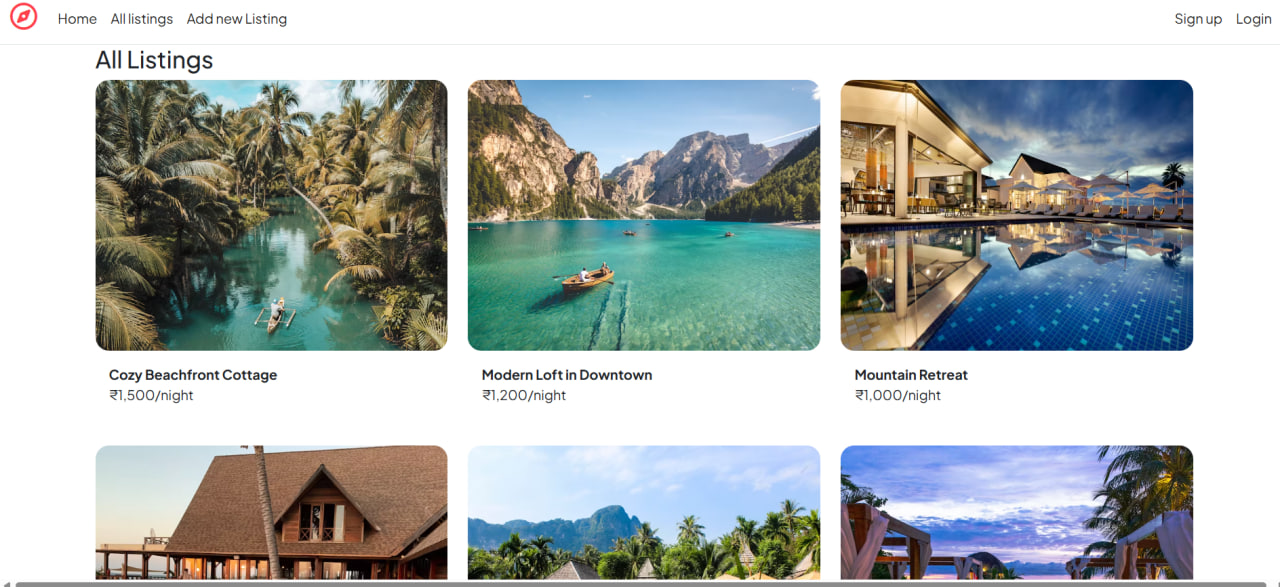 Home All listings Add new Listing Sign up Login
All Listings
Cozy Beachfront Cottage Modern Loft in Downtown Mountain Retreat
₹1,500/night ₹1,200/night ₹1,000/night